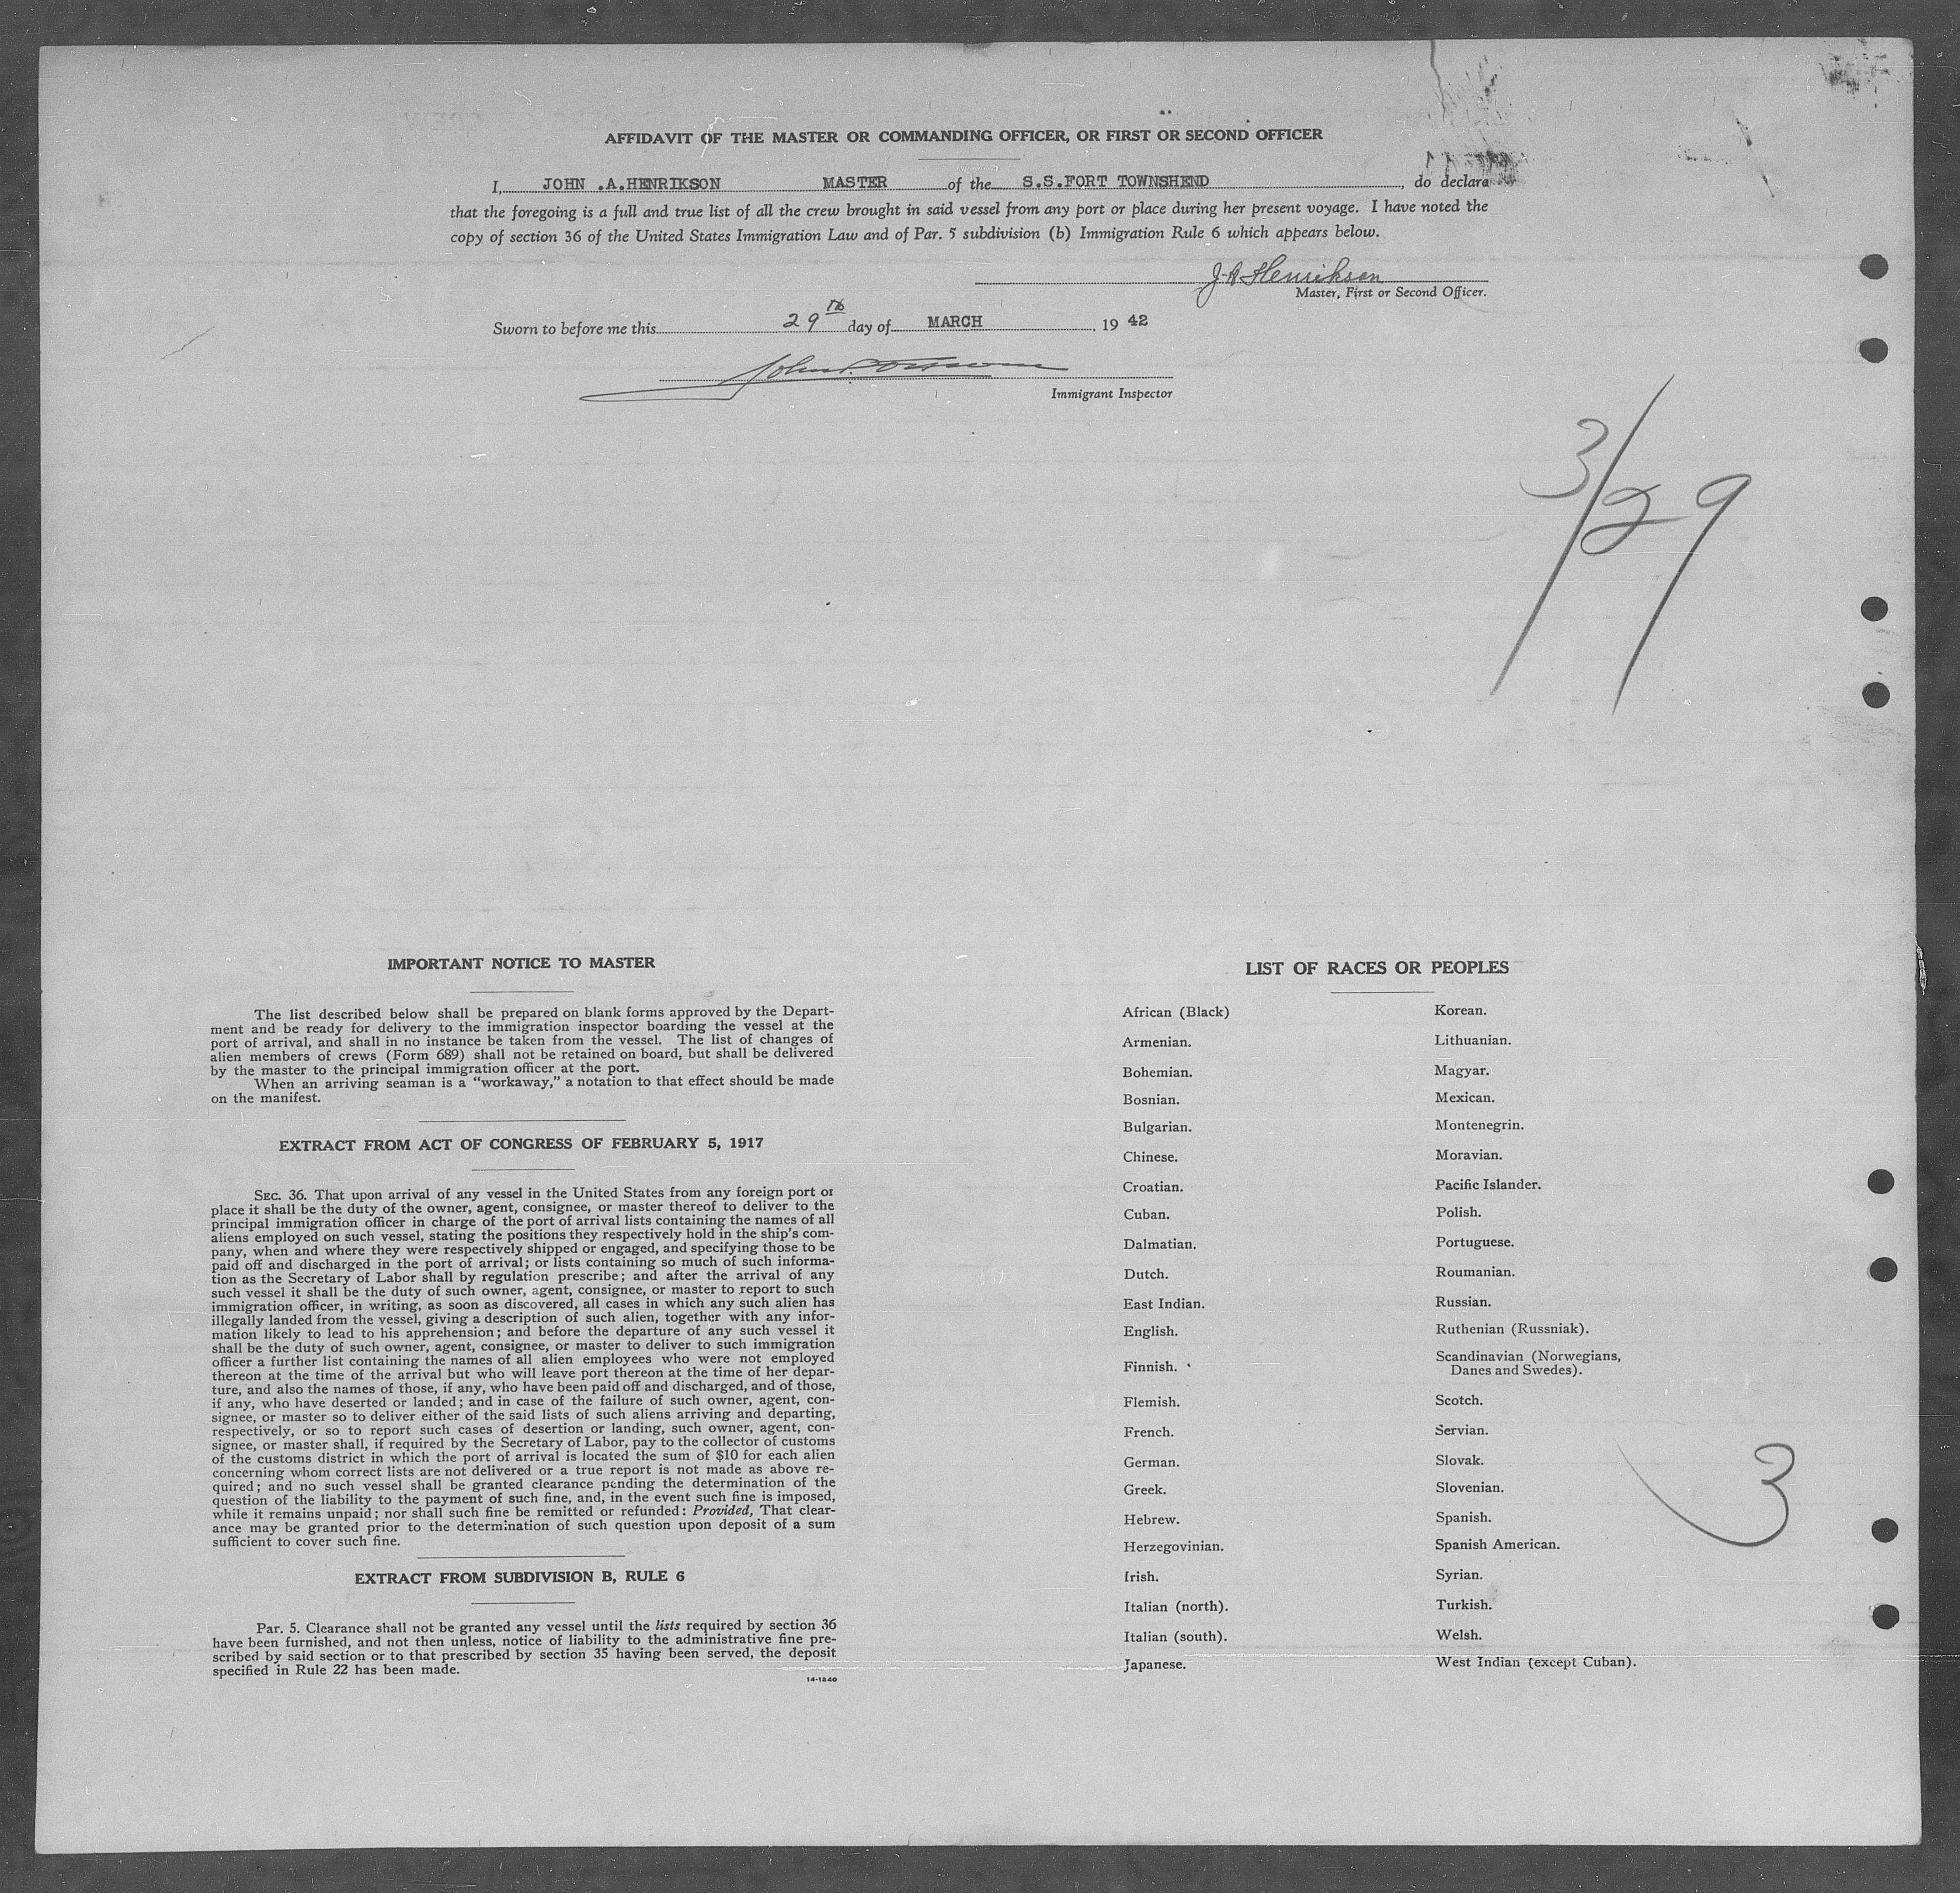 AFFIDAVIT OF THE MASTER OR COMMANDING OFFICER, OR FIRST OR SECOND OFFICER
I, JOHN .A.HENRIKSON MASTER of the S.S.FORT TOWNSHEND, do declare
that the foregoing is a full and true list of all the crew brought in said vessel from any port or place during her present voyage. I have noted the
copy of section 36 of the United States Immigration Law and of Par. 5 subdivision (b) Immigration Rule 6 which appears below.
J A Henrikson
Master, First or Second Officer.
Sworn to before me this 29th day of MARCH, 19 42
John
Immigrant Inspector
3/29
IMPORTANT NOTICE TO MASTER
The list described below shall be prepared on blank forms approved by the Depart-
ment and be ready for delivery to the immigration inspector boarding the vessel at the
port of arrival, and shall in no instance be taken from the vessel. The list of changes of
alien members of crews (Form 689) shall not be retained on board, but shall be delivered
by the master to the principal immigration officer at the port.
When an arriving seaman is a "workaway," a notation to that effect should be made
on the manifest.
EXTRACT FROM ACT OF CONGRESS OF FEBRUARY 5, 1917
SEC. 36. That upon arrival of any vessel in the United States from any foreign port or
place it shall be the duty of the owner, agent, consignee, or master thereof to deliver to the
principal immigration officer in charge of the port of arrival lists containing the names of all
aliens employed on such vessel, stating the positions they respectively hold in the ship's com-
pany, when and where they were respectively shipped or engaged, and specifying those to be
paid off and discharged in the port of arrival; or lists containing so much of such informa-
tion as the Secretary of Labor shall by regulation prescribe; and after the arrival of any
such vessel it shall be the duty of such owner, agent, consignee, or master to report to such
immigration officer, in writing, as soon as discovered, all cases in which any such alien has
illegally landed from the vessel, giving a description of such alien, together with any infor-
mation likely to lead to his apprehension; and before the departure of any such vessel it
shall be the duty of such owner, agent, consignee, or master to deliver to such immigration
officer a further list containing the names of all alien employees who were not employed
thereon at the time of the arrival but who will leave port thereon at the time of her depar-
ture, and also the names of those, if any, who have been paid off and discharged, and of those,
if any, who have deserted or landed; and in case of the failure of such owner, agent, con-
signee, or master so to deliver either of the said lists of such aliens arriving and departing,
respectively, or so to report such cases of desertion or landing, such owner, agent, con-
signee, or master shall, if required by the Secretary of Labor, pay to the collector of customs
of the customs district in which the port of arrival is located the sum of $10 for each alien
concerning whom correct lists are not delivered or a true report is not made as above re-
quired; and no such vessel shall be granted clearance pending the determination of the
question of the liability to the payment of such fine, and, in the event such fine is imposed,
while it remains unpaid; nor shall such fine be remitted or refunded: Provided, That clear-
ance may be granted prior to the determination of such question upon deposit of a sum
sufficient to cover such fine.
EXTRACT FROM SUBDIVISION B, RULE 6
Par. 5. Clearance shall not be granted any vessel until the lists required by section 36
have been furnished, and not then unless, notice of liability to the administrative fine pre-
scribed by said section or to that prescribed by section 35 having been served, the deposit
specified in Rule 22 has been made.
14-1240
LIST OF RACES OR PEOPLES
African (Black)
Armenian.
Bohemian.
Bosnian.
Bulgarian.
Chinese.
Croatian.
Cuban.
Dalmatian.
Dutch.
East Indian.
English.
Finnish.
Flemish.
French.
German.
Greek.
Hebrew.
Herzegovinian.
Irish.
Italian (north).
Italian (south).
Japanese.
Korean.
Lithuanian.
Magyar.
Mexican.
Montenegrin.
Moravian.
Pacific Islander.
Polish.
Portuguese.
Roumanian.
Russian.
Ruthenian (Russniak).
Scandinavian (Norwegians,
Danes and Swedes).
Scotch.
Servian.
Slovak.
Slovenian.
Spanish.
Spanish American.
Syrian.
Turkish.
Welsh.
West Indian (except Cuban).
3